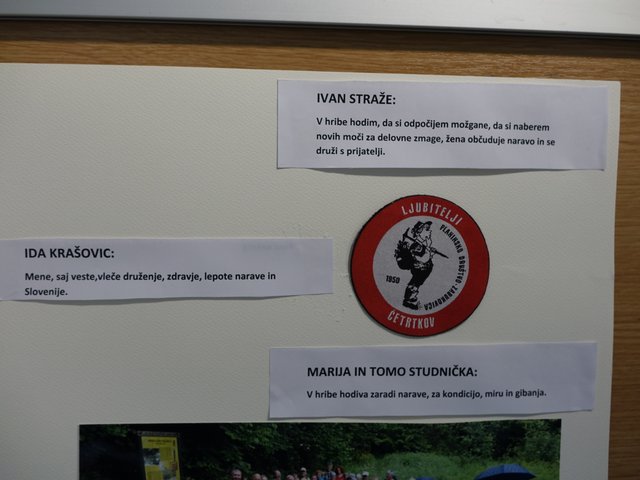 IVAN STRAŽE:
V hribe hodim, da si odpočijem možgane, da si naberem
novih moči za delovne zmage, žena občuduje naravo in se
druži s prijatelji.
IDA KRAŠOVIC:
Mene, saj veste,vleče druženje, zdravje, lepote narave in
Slovenije.
LJUBITELJI
PLANINSKO DRUŠTVO-ZABUKOVICA
1950
ČETRTKOV
MARIJA IN TOMO STUDNIČKA:
V hribe hodiva zaradi narave, za kondicijo, miru in gibanja.